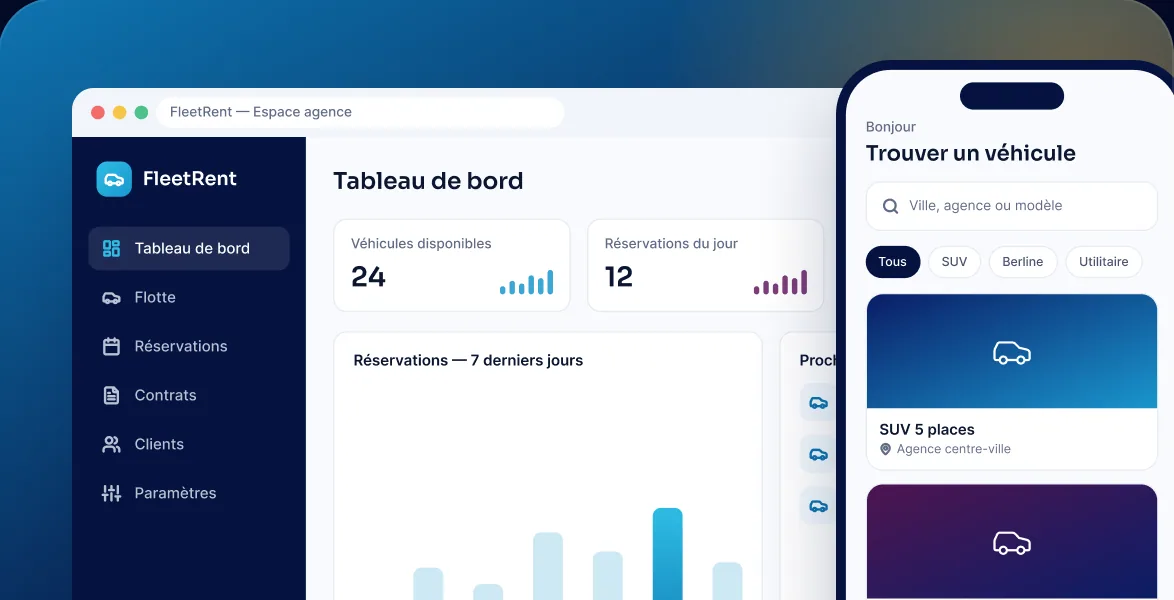 FleetRent — Espace agence
FleetRent
Tableau de bord
Flotte
Réservations
Contrats
Clients
Paramètres
Tableau de bord
Véhicules disponibles
24
Réservations du jour
12
Réservations — 7 derniers jours
Proch
Bonjour
Trouver un véhicule
Ville, agence ou modèle
Tous
SUV
Berline
Utilitaire
SUV 5 places
Agence centre-ville